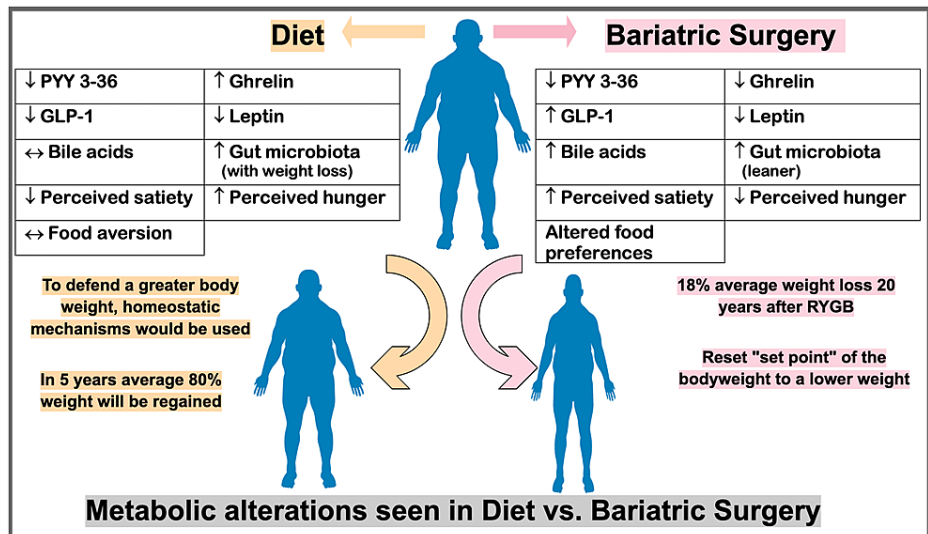 Diet
Bariatric Surgery
↓ PYY 3-36
↑ Ghrelin
↓ GLP-1
↓ Leptin
↔ Bile acids
↑ Gut microbiota
(with weight loss)
↓ Perceived satiety
↑ Perceived hunger
↔ Food aversion
↓ PYY 3-36
↓ Ghrelin
↑ GLP-1
↓ Leptin
↑ Bile acids
↑ Gut microbiota
(leaner)
↑ Perceived satiety
↓ Perceived hunger
Altered food
preferences
To defend a greater body
weight, homeostatic
mechanisms would be used
In 5 years average 80%
weight will be regained
18% average weight loss 20
years after RYGB
Reset "set point" of the
bodyweight to a lower weight
Metabolic alterations seen in Diet vs. Bariatric Surgery